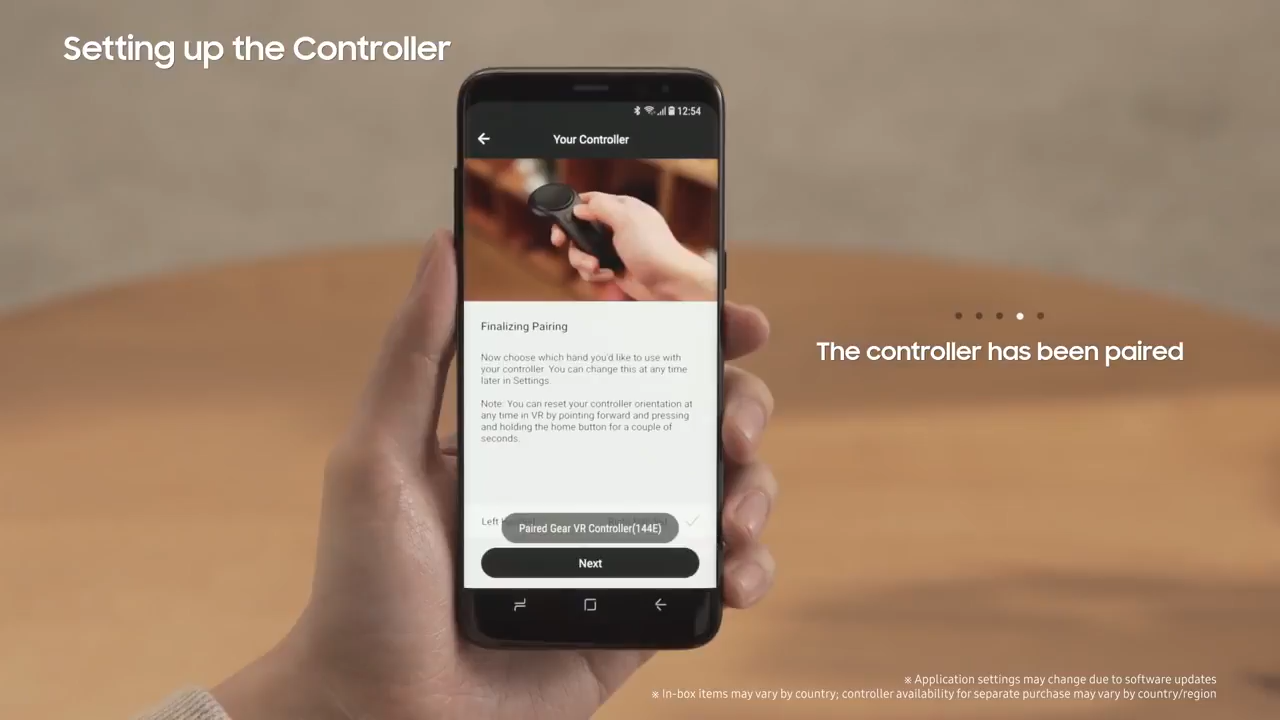 Setting up the Controller
12:54
Your Controller
Finalizing Pairing
Now choose which hand you'd like to use with
your controller. You can change this at any time
later in Settings.
Note: You can reset your controller orientation at
any time in VR by pointing forward and pressing
and holding the home button for a couple of
seconds.
Left
Paired Gear VR Controller(144E)
Next
The controller has been paired
※ Application settings may change due to software updates
※ In-box items may vary by country; controller availability for separate purchase may vary by country/region